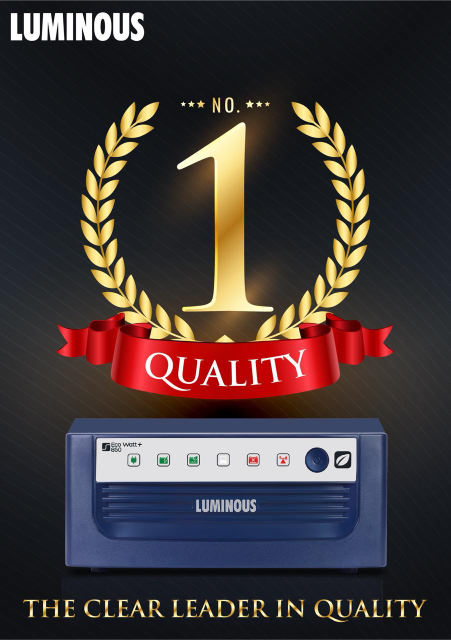 LUMINOUS
NO.
1
QUALITY
Eco Watt+
850
LUMINOUS
THE CLEAR LEADER IN QUALITY